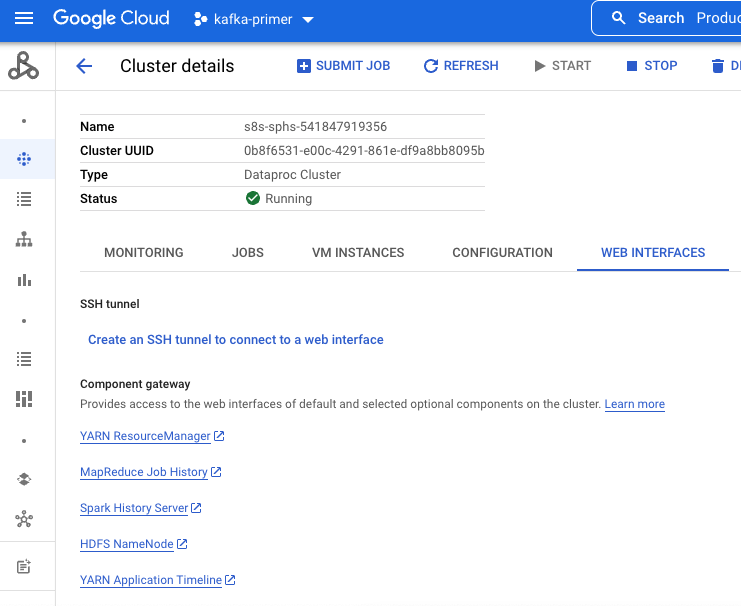 Google Cloud kafka-primer Search Produc
Cluster details SUBMIT JOB REFRESH START STOP DE
Name s8s-sphs-541847919356
Cluster UUID 0b8f6531-e00c-4291-861e-df9a8bb8095b
Type Dataproc Cluster
Status Running
MONITORING JOBS VM INSTANCES CONFIGURATION WEB INTERFACES
SSH tunnel
Create an SSH tunnel to connect to a web interface
Component gateway
Provides access to the web interfaces of default and selected optional components on the cluster. Learn more
YARN ResourceManager
MapReduce Job History
Spark History Server
HDFS NameNode
YARN Application Timeline